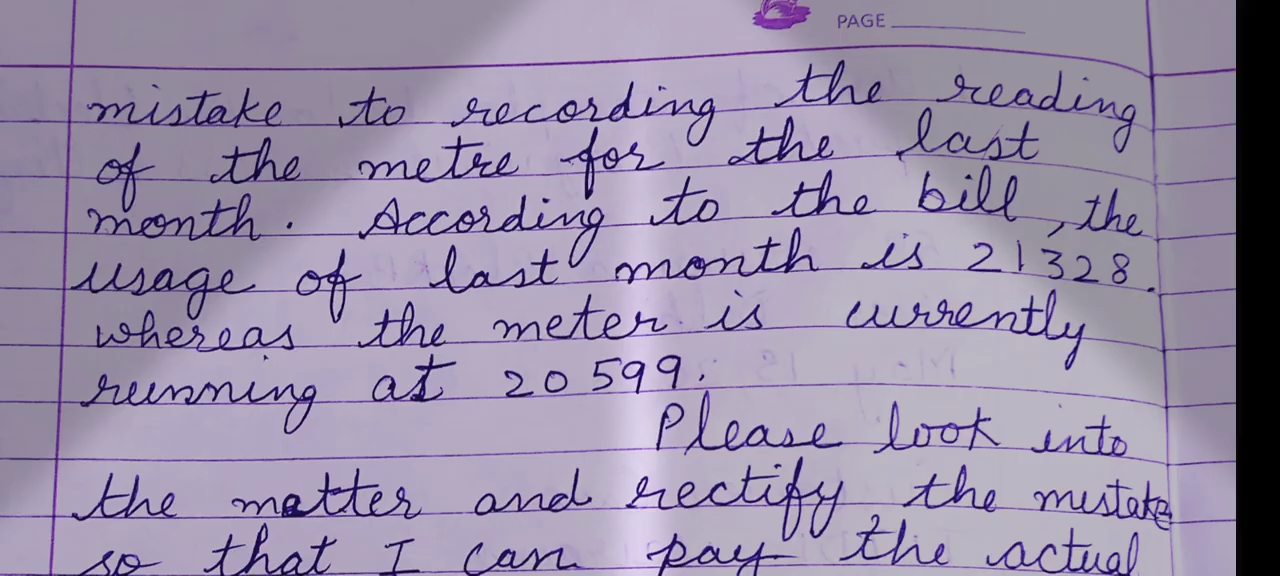 PAGE
mistake to recording the reading
of the metre for the last
month. According to the bill, the
usage of last month is 21328.
whereas the meter is currently
running at 20599.
Please look into
the matter and rectify the mistake
so that I can pay the actual